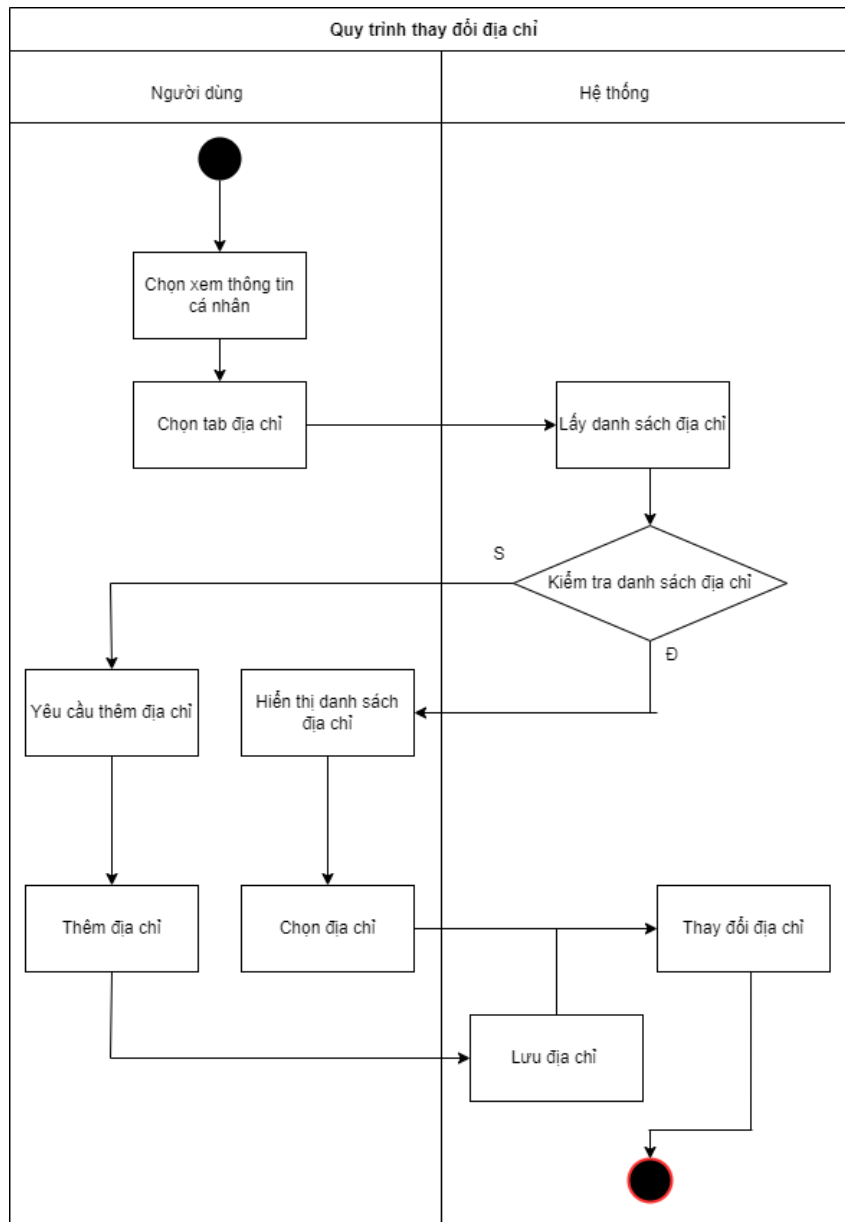 Quy trình thay đổi địa chỉ
Người dùng
Hệ thống
Chọn xem thông tin
cá nhân
Chọn tab địa chỉ
Lấy danh sách địa chỉ
S
Kiểm tra danh sách địa chỉ
Đ
Yêu cầu thêm địa chỉ
Hiển thị danh sách
địa chỉ
Thêm địa chỉ
Chọn địa chỉ
Thay đổi địa chỉ
Lưu địa chỉ